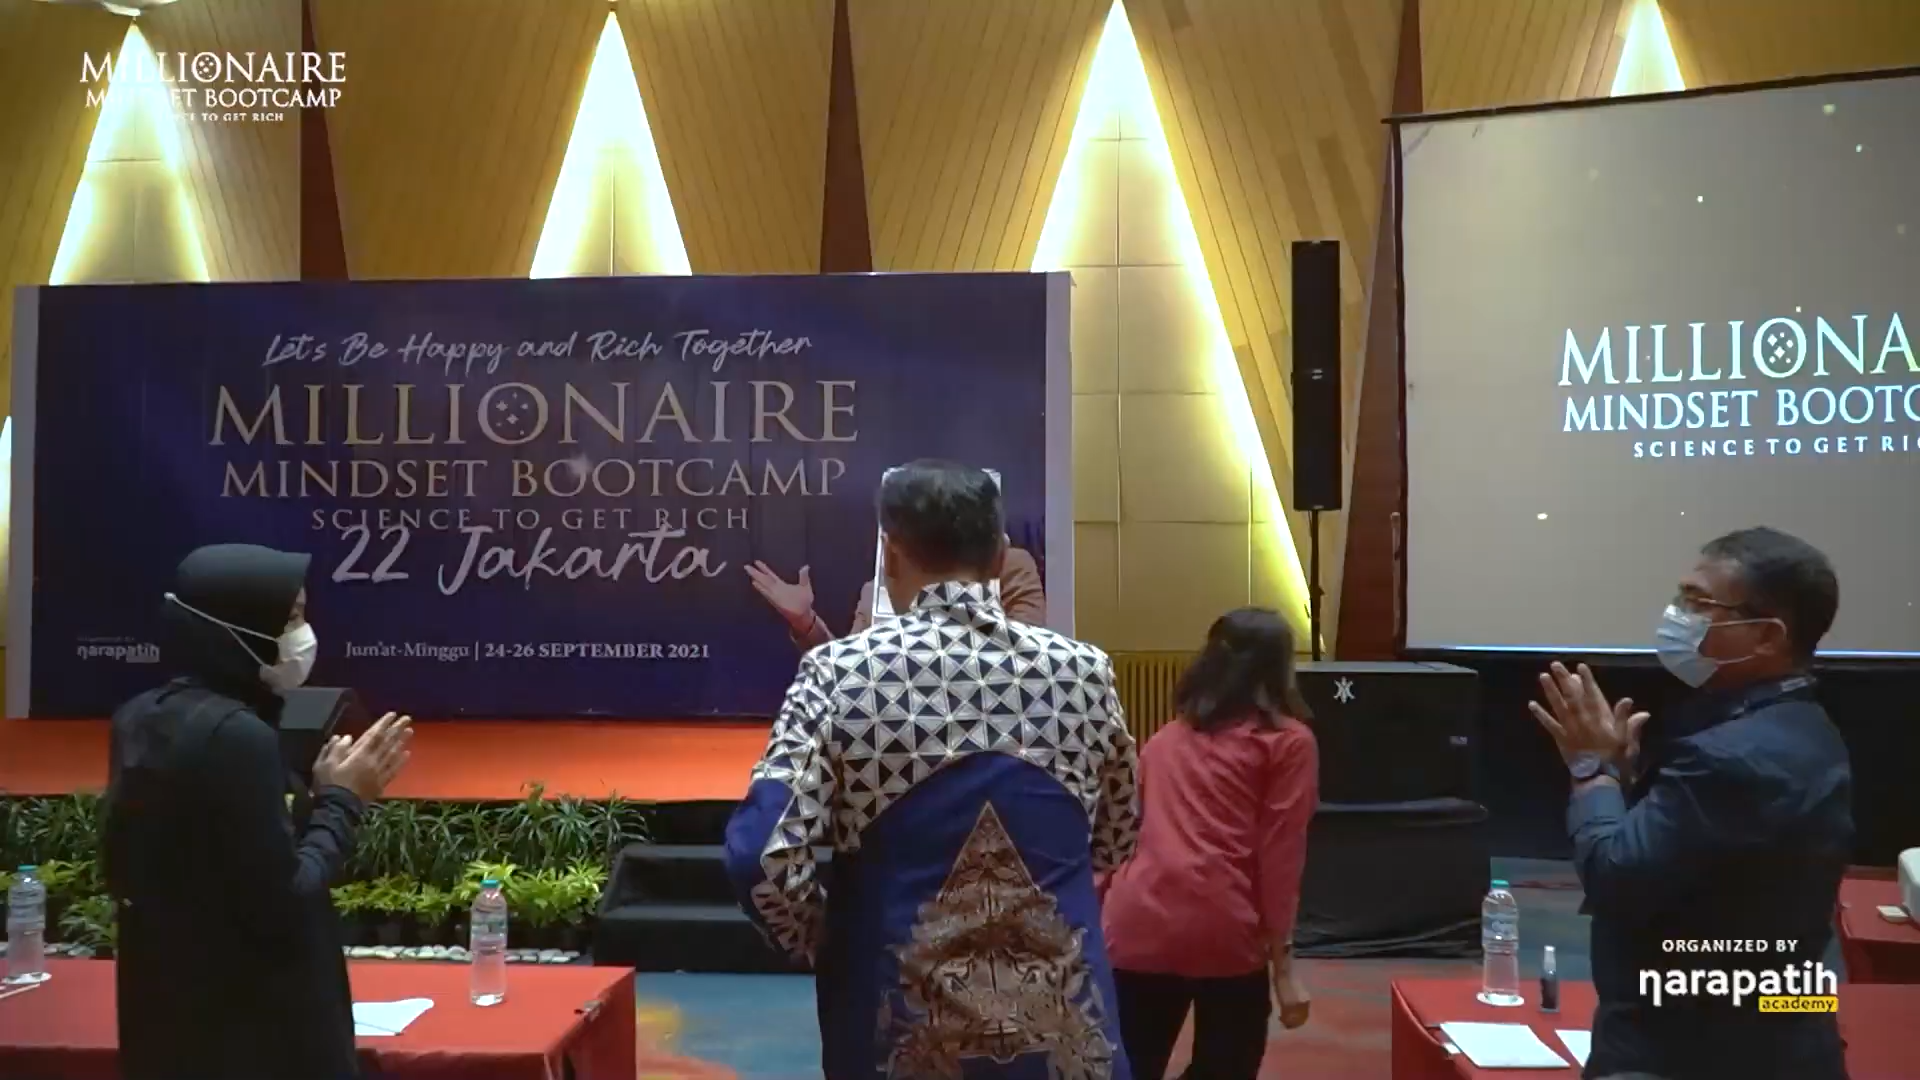 MILLIONAIRE
MINDSET BOOTCAMP
TO GET RICH
Let's Be Happy and Rich Together
MILLIONAIRE
MINDSET BOOTCAMP
SCIENCE TO GET RICH
22 Jakarta
narapatih
Jum'at-Minggu | 24-26 SEPTEMBER 2021
MILLIONA
MINDSET BOOTC
SCIENCE TO GET RIC
ORGANIZED BY
narapatih
academy